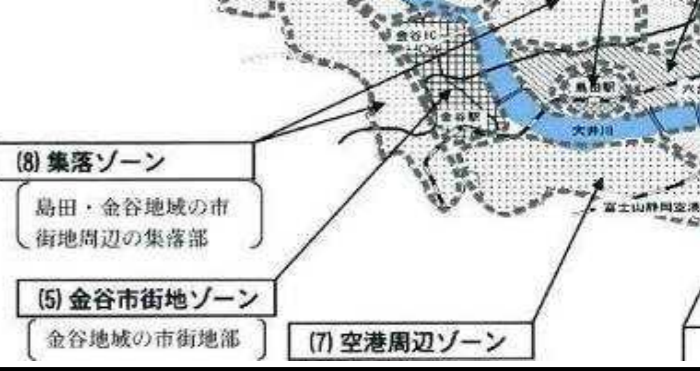 金谷IC
島田駅
金谷駅
大井川
(8) 集落ゾーン
島田・金谷地域の市
街地周辺の集落部
富士山静岡空港
(5) 金谷市街地ゾーン
金谷地域の市街地部
(7) 空港周辺ゾーン